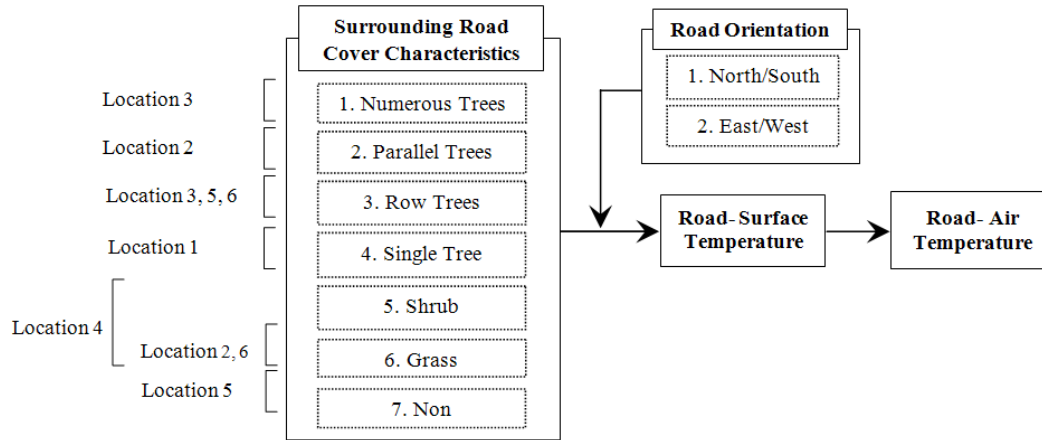 Surrounding Road
Cover Characteristics
Location 3
1. Numerous Trees
Location 2
2. Parallel Trees
Location 3, 5, 6
3. Row Trees
Location 1
4. Single Tree
5. Shrub
Location 4
Location 2, 6
6. Grass
Location 5
7. Non
Road Orientation
1. North/South
2. East/West
Road- Surface
Temperature
Road- Air
Temperature